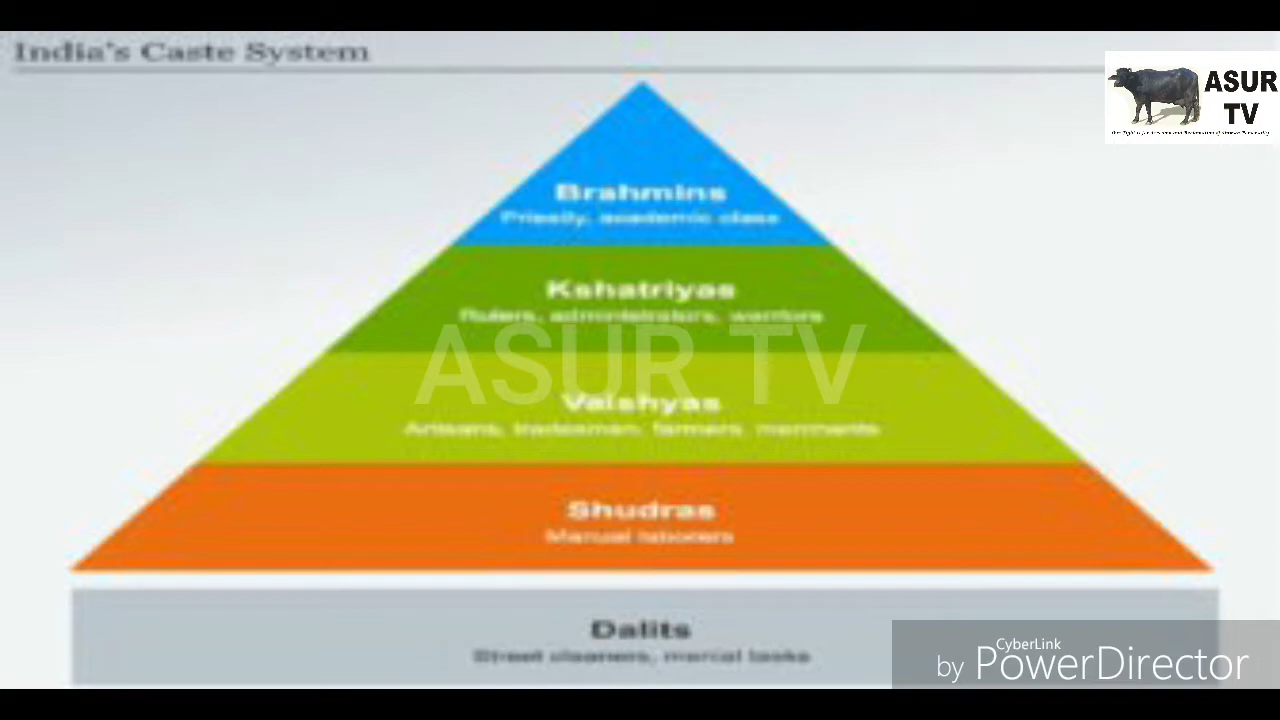 India's Caste System
ASUR
TV
Brahmins
Priestly, academic class
Kshatriyas
Rulers, administrators, warriors
ASUR TV
Vaishyas
Artisans, tradesmen, farmers, merchants
Shudras
Manual laborers
Dalits
Street cleaners, menial tasks
CyberLink
by PowerDirector